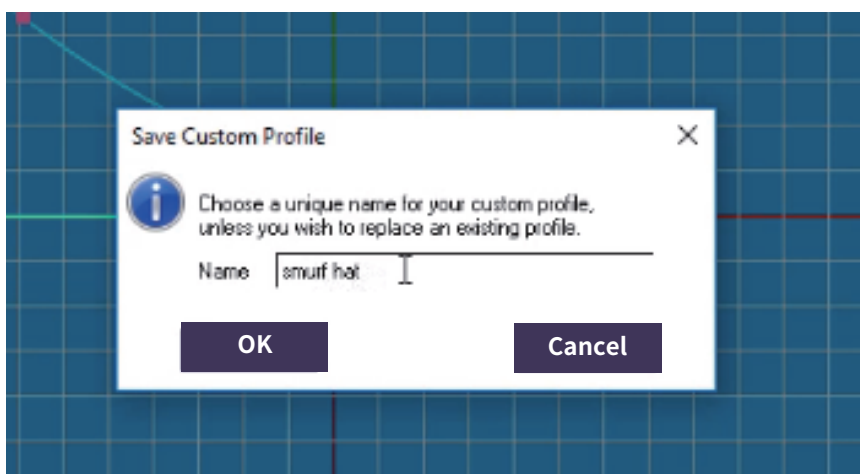 Save Custom Profile
Choose a unique name for your custom profile,
unless you wish to replace an existing profile.
Name smurf hat
OK Cancel